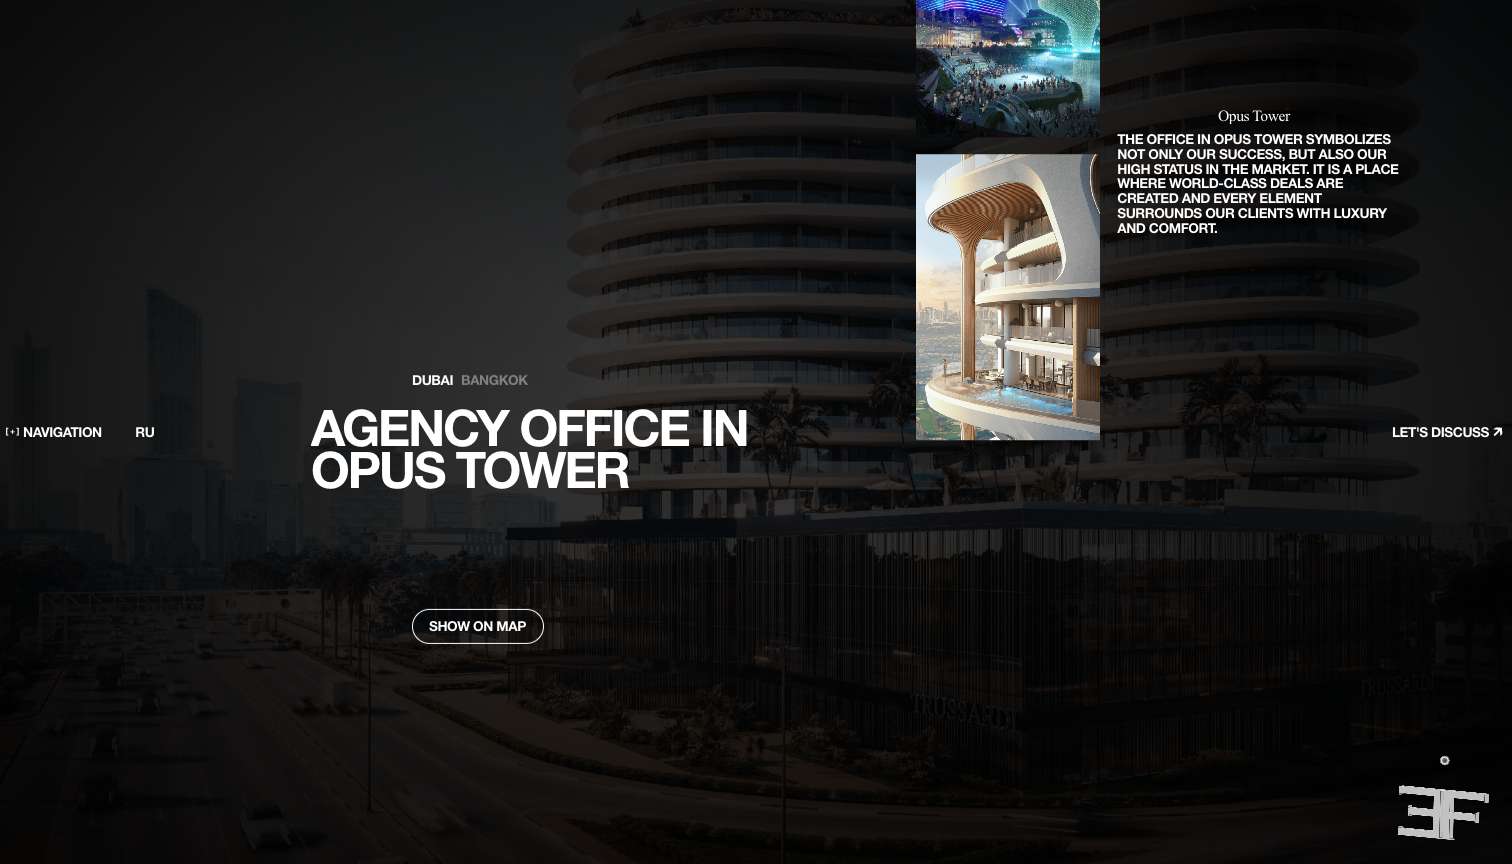 Opus Tower
THE OFFICE IN OPUS TOWER SYMBOLIZES
NOT ONLY OUR SUCCESS, BUT ALSO OUR
HIGH STATUS IN THE MARKET. IT IS A PLACE
WHERE WORLD-CLASS DEALS ARE
CREATED AND EVERY ELEMENT
SURROUNDS OUR CLIENTS WITH LUXURY
AND COMFORT.
DUBAI BANGKOK
AGENCY OFFICE IN
OPUS TOWER
[+] NAVIGATION
RU
LET'S DISCUSS ↗
SHOW ON MAP
TRUSSARDI
TRUSSARDI